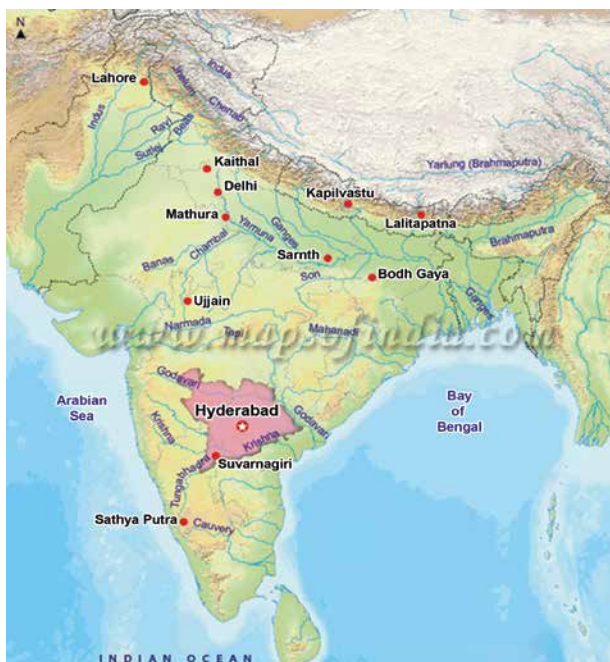 N
Lahore
Indus
Jhelum
Chenab
Indus
Ravi
Beas
Sutlej
Kaithal
Yarlung (Brahmaputra)
Delhi
Kapilvastu
Mathura
Lalitapatna
Ganges
Yamuna
Chambal
Banas
Brahmaputra
Sarnth
Son
Bodh Gaya
Ganges
Ujjain
Narmada
Tapi
Mahanadi
www.mapsofindia.com
Godavari
Arabian
Sea
Hyderabad
Bay
of
Bengal
Krishna
Krishna
Godavari
Tungabhadra
Suvarnagiri
Sathya Putra
Cauvery
INDIAN OCEAN